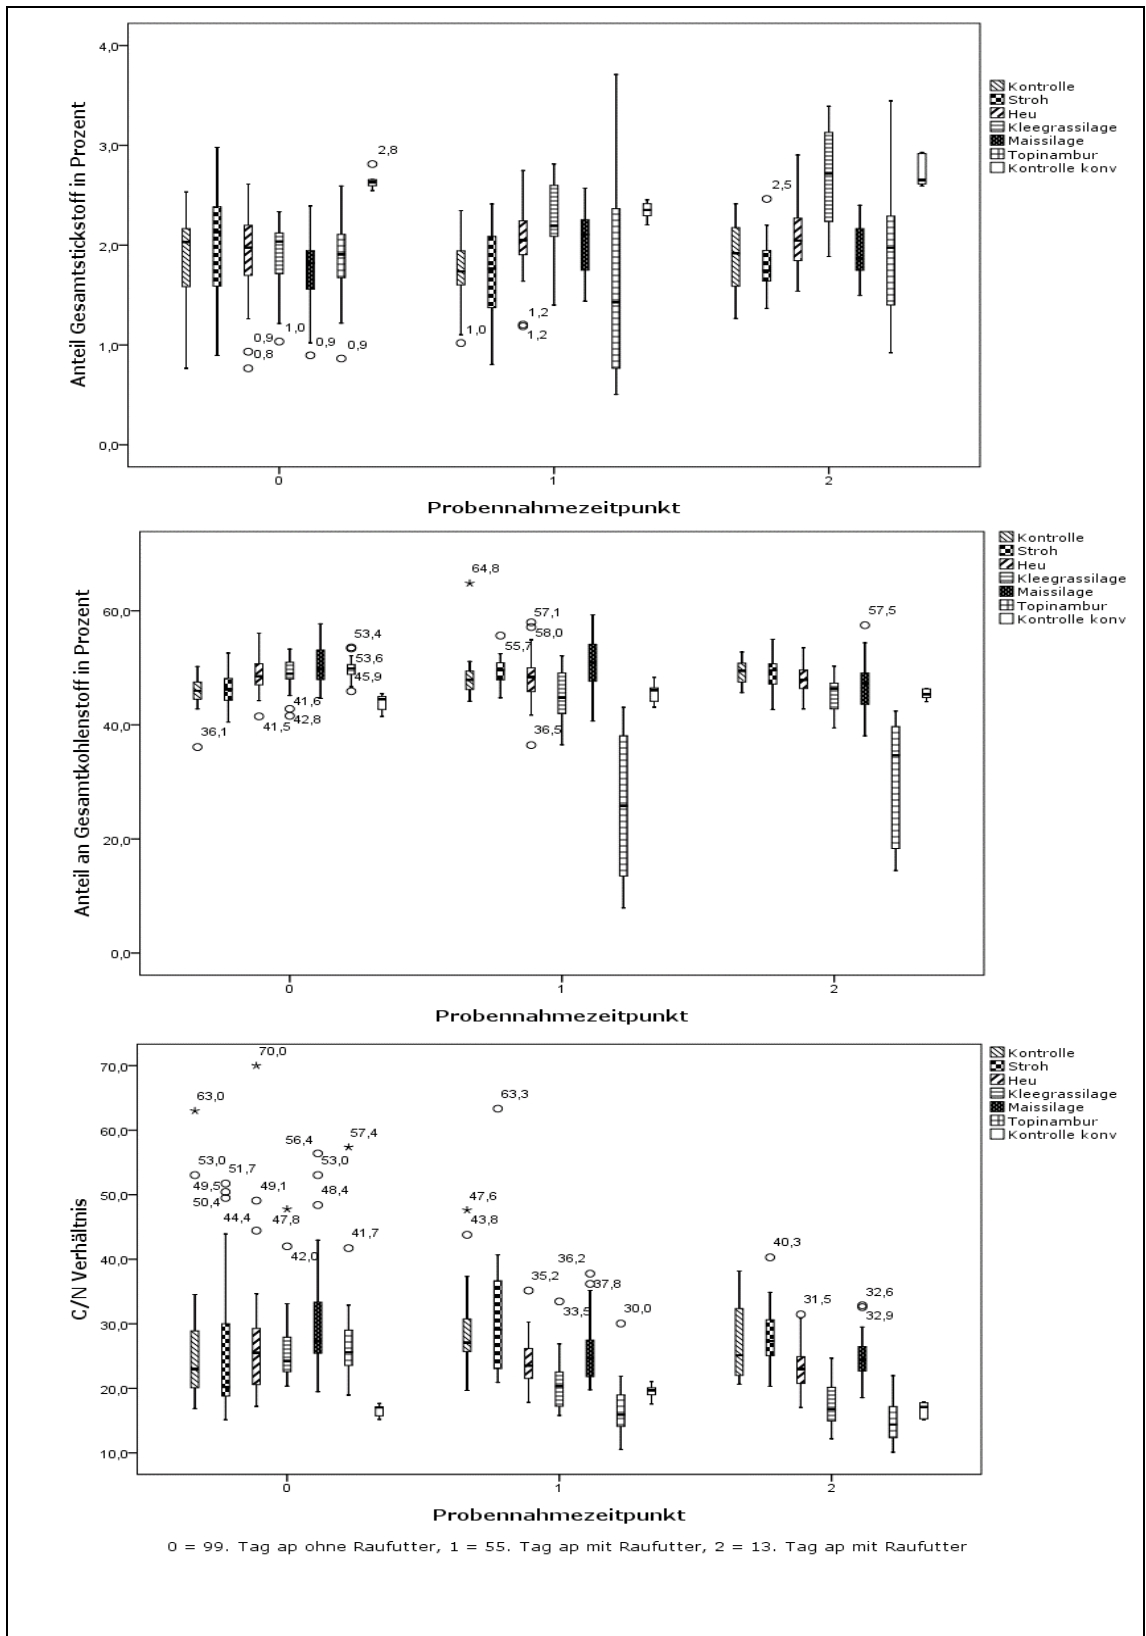 Anteil Gesamtstickstoff in Prozent
4,0
3,0
2,0
1,0
0,0
2,8
0,9
0,8
1,0
0,9
0,9
1,0
1,2
1,2
2,5
0
1
2
Probennahmezeitpunkt
Kontrolle
Stroh
Heu
Kleegrassilage
Maissilage
Topinambur
Kontrolle konv
Anteil an Gesamtkohlenstoff in Prozent
60,0
40,0
20,0
0,0
36,1
41,5
41,6
42,8
53,4
53,6
45,9
64,8
55,7
57,1
58,0
36,5
57,5
0
1
2
Probennahmezeitpunkt
Kontrolle
Stroh
Heu
Kleegrassilage
Maissilage
Topinambur
Kontrolle konv
C/N Verhältnis
70,0
60,0
50,0
40,0
30,0
20,0
10,0
63,0
53,0
51,7
49,5
50,4
70,0
49,1
44,4
47,8
42,0
56,4
53,0
48,4
57,4
41,7
47,6
43,8
63,3
35,2
33,5
36,2
37,8
30,0
40,3
31,5
32,6
32,9
0
1
2
Probennahmezeitpunkt
Kontrolle
Stroh
Heu
Kleegrassilage
Maissilage
Topinambur
Kontrolle konv
0 = 99. Tag ap ohne Raufutter, 1 = 55. Tag ap mit Raufutter, 2 = 13. Tag ap mit Raufutter